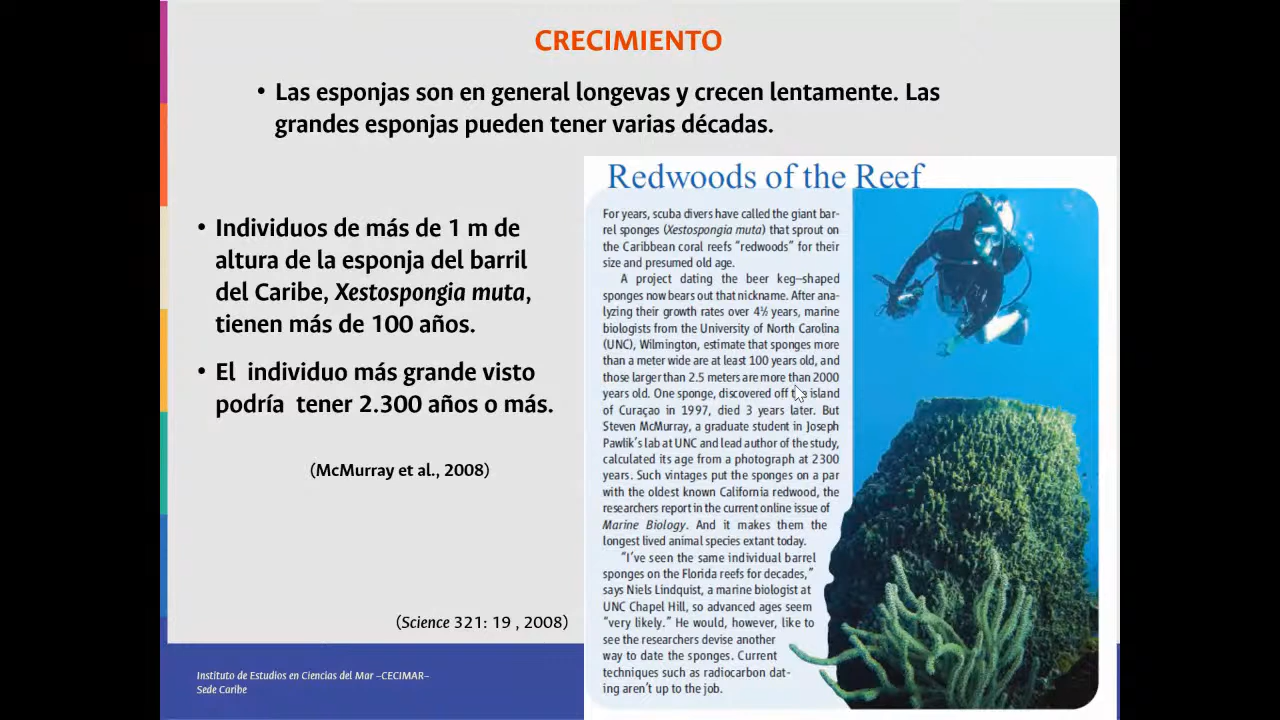 CRECIMIENTO
• Las esponjas son en general longevas y crecen lentamente. Las
grandes esponjas pueden tener varias décadas.
• Individuos de más de 1 m de
altura de la esponja del barril
del Caribe, Xestospongia muta,
tienen más de 100 años.
• El individuo más grande visto
podría tener 2.300 años o más.
(McMurray et al., 2008)
(Science 321: 19 , 2008)
Instituto de Estudios en Ciencias del Mar –CECIMAR–
Sede Caribe
Redwoods of the Reef
For years, scuba divers have called the giant bar-
rel sponges (Xestospongia muta) that sprout on
the Caribbean coral reefs “redwoods” for their
size and presumed old age.
A project dating the beer keg–shaped
sponges now bears out that nickname. After ana-
lyzing their growth rates over 4½ years, marine
biologists from the University of North Carolina
(UNC), Wilmington, estimate that sponges more
than a meter wide are at least 100 years old, and
those larger than 2.5 meters are more than 2000
years old. One sponge, discovered off the island
of Curaçao in 1997, died 3 years later. But
Steven McMurray, a graduate student in Joseph
Pawlik’s lab at UNC and lead author of the study,
calculated its age from a photograph at 2300
years. Such vintages put the sponges on a par
with the oldest known California redwood, the
researchers report in the current online issue of
Marine Biology. And it makes them the
longest lived animal species extant today.
“I’ve seen the same individual barrel
sponges on the Florida reefs for decades,”
says Niels Lindquist, a marine biologist at
UNC Chapel Hill, so advanced ages seem
“very likely.” He would, however, like to
see the researchers devise another
way to date the sponges. Current
techniques such as radiocarbon dat-
ing aren’t up to the job.